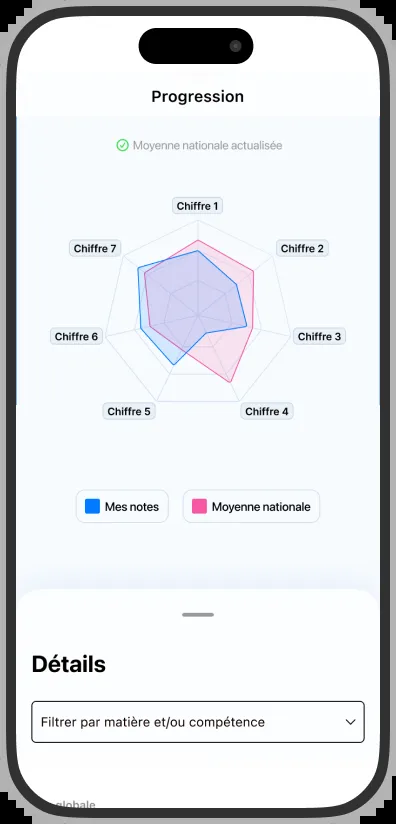 Progression
Moyenne nationale actualisée
Chiffre 1
Chiffre 7
Chiffre 2
Chiffre 6
Chiffre 3
Chiffre 5
Chiffre 4
Mes notes
Moyenne nationale
Détails
Filtrer par matière et/ou compétence
globale